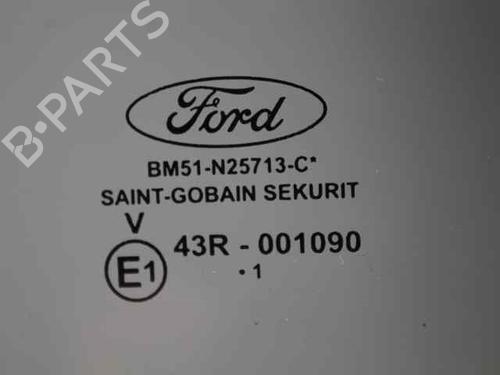 B-PARTS
Ford
BM51-N25713-C*
SAINT-GOBAIN SEKURIT
V
E1 43R - 001090
· 1